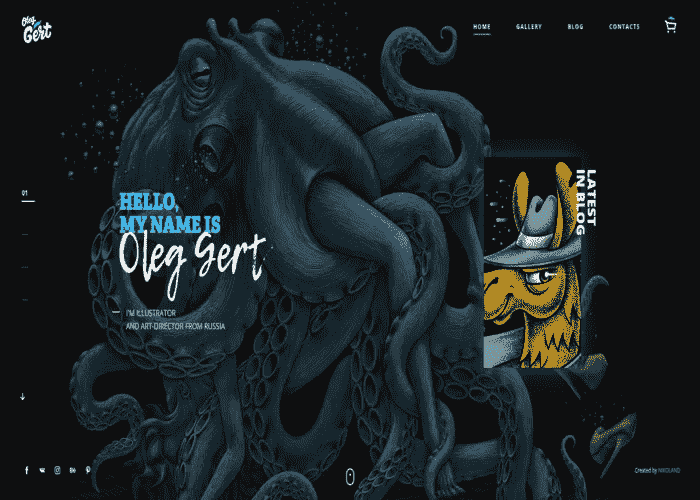 Oleg
Gert
HOME
GALLERY
BLOG
CONTACTS
01
HELLO,
MY NAME IS
Oleg Gert
I'M ILLUSTRATOR
AND ART-DIRECTOR FROM RUSSIA
LATEST
IN BLOG
Bē
Created by NIKOLAND